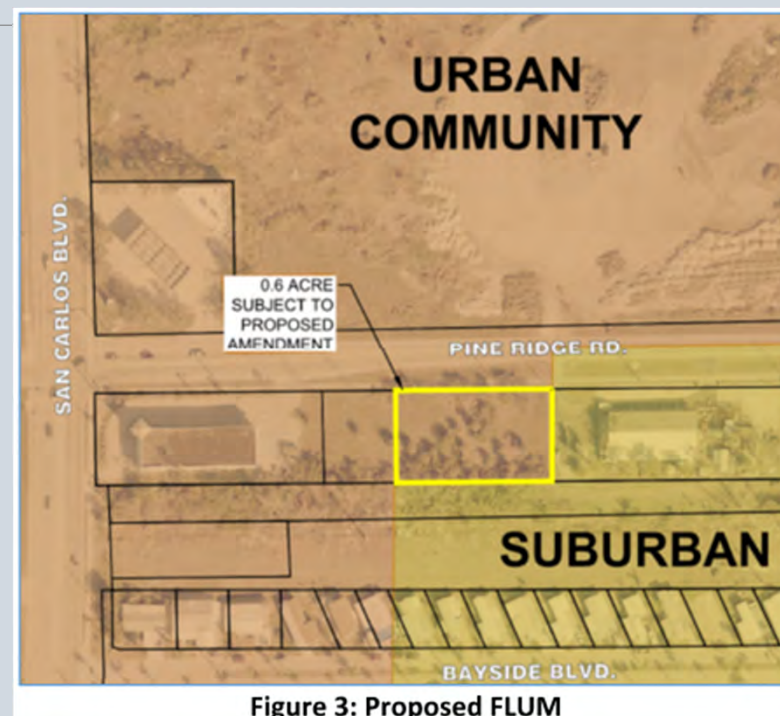 URBAN
COMMUNITY
SAN CARLOS BLVD.
0.6 ACRE
SUBJECT TO
PROPOSED
AMENDMENT
PINE RIDGE RD.
SUBURBAN
BAYSIDE BLVD.
Figure 3: Proposed FLUM